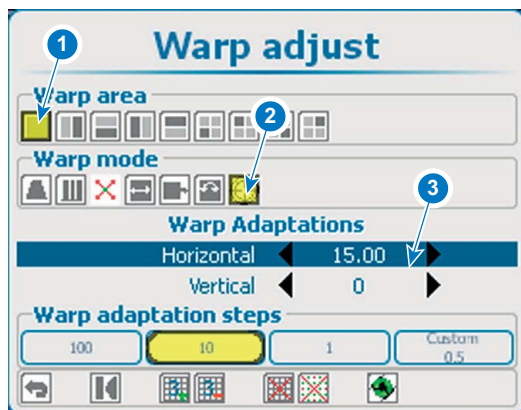 Warp adjust
1
Warp area
2
Warp mode
3
Warp Adaptations
Horizontal 15.00
Vertical 0
Warp adaptation steps
100 10 1 Custom
0.5